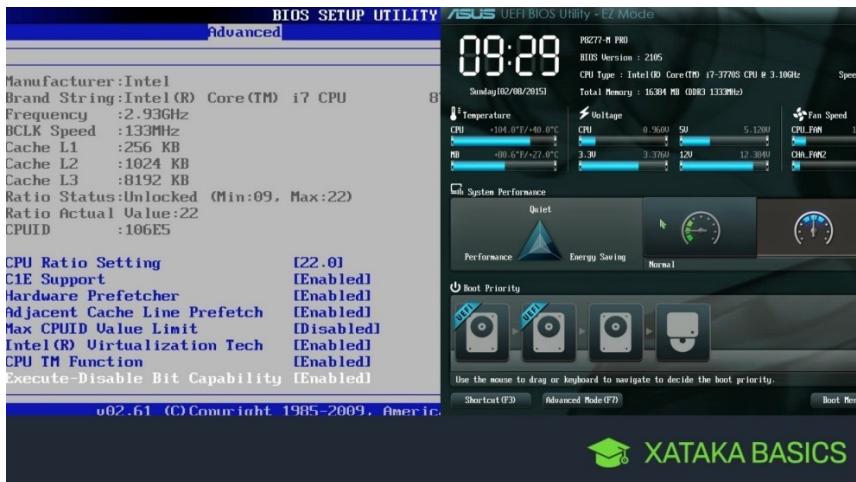 BIOS SETUP UTILITY
Advanced
Manufacturer:Intel
Brand String:Intel(R) Core(TM) i7 CPU 8
Frequency :2.93GHz
BCLK Speed :133MHz
Cache L1 :256 KB
Cache L2 :1024 KB
Cache L3 :8192 KB
Ratio Status:Unlocked (Min:09, Max:22)
Ratio Actual Value:22
CPUID :106E5
CPU Ratio Setting [22.0]
C1E Support [Enabled]
Hardware Prefetcher [Enabled]
Adjacent Cache Line Prefetch [Enabled]
Max CPUID Value Limit [Disabled]
Intel(R) Virtualization Tech [Enabled]
CPU TM Function [Enabled]
Execute-Disable Bit Capability [Enabled]
v02.61 (C)Copyright 1985-2009, Americ
ASUS UEFI BIOS Utility - EZ Mode
09:29
Sunday[02/08/2015]
P8Z77-M PRO
BIOS Version : 2105
CPU Type : Intel(R) Core(TM) i7-3770S CPU @ 3.10GHz Spee
Total Memory : 16384 MB (DDR3 1333MHz)
Temperature
CPU +104.0°F/+40.0°C
MB +80.6°F/+27.0°C
Voltage
CPU 0.960V 5V 5.120V
3.3V 3.376V 12V 12.384V
Fan Speed
CPU_FAN 1
CHA_FAN2
System Performance
Quiet
Performance
Energy Saving
Normal
Boot Priority
UEFI
UEFI
Use the mouse to drag or keyboard to navigate to decide the boot priority.
Shortcut(F3) Advanced Mode(F7) Boot Men
XATAKA BASICS